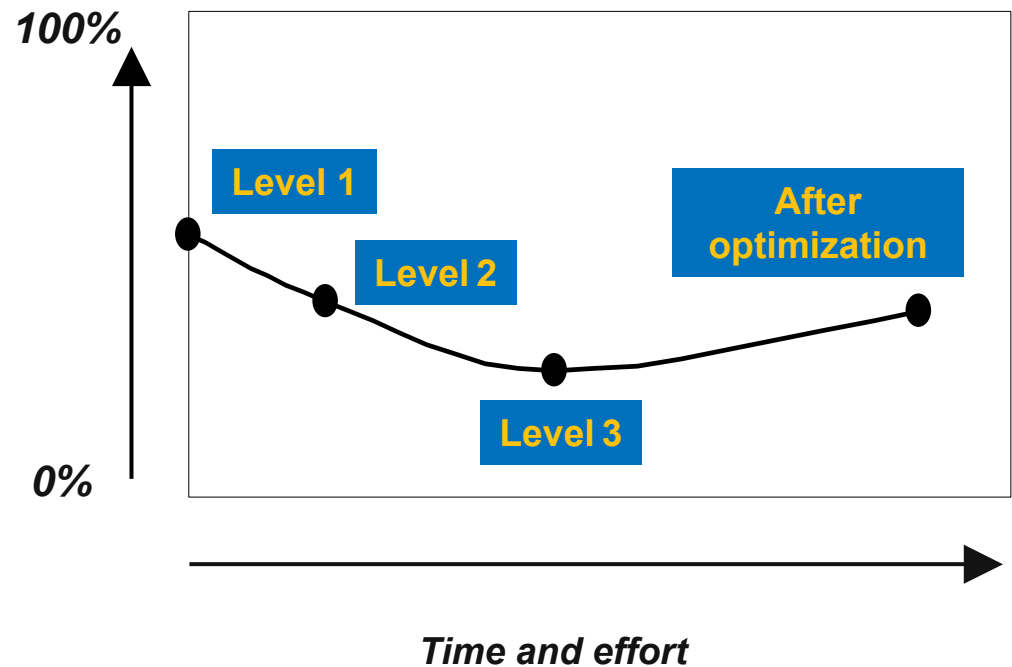 100%
Level 1
After
optimization
Level 2
Level 3
0%
Time and effort